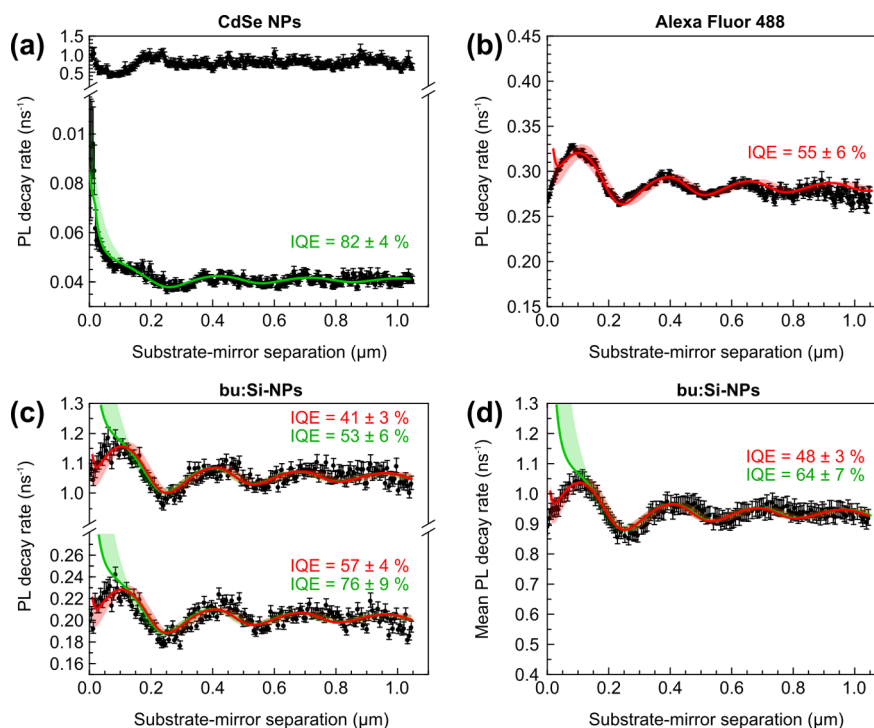 (a)
CdSe NPs
1.5
1.0
0.5
0.01
0.08
0.06
0.04
PL decay rate (ns⁻¹)
IQE = 82 ± 4 %
0.0 0.2 0.4 0.6 0.8 1.0
Substrate-mirror separation (µm)
(b)
Alexa Fluor 488
0.45
0.40
0.35
0.30
0.25
0.20
0.15
PL decay rate (ns⁻¹)
IQE = 55 ± 6 %
0.0 0.2 0.4 0.6 0.8 1.0
Substrate-mirror separation (µm)
(c)
bu:Si-NPs
1.3
1.2
1.1
1.0
0.26
0.24
0.22
0.20
0.18
0.16
PL decay rate (ns⁻¹)
IQE = 41 ± 3 %
IQE = 53 ± 6 %
IQE = 57 ± 4 %
IQE = 76 ± 9 %
0.0 0.2 0.4 0.6 0.8 1.0
Substrate-mirror separation (µm)
(d)
bu:Si-NPs
1.3
1.2
1.1
1.0
0.9
0.8
0.7
0.6
0.5
0.4
Mean PL decay rate (ns⁻¹)
IQE = 48 ± 3 %
IQE = 64 ± 7 %
0.0 0.2 0.4 0.6 0.8 1.0
Substrate-mirror separation (µm)